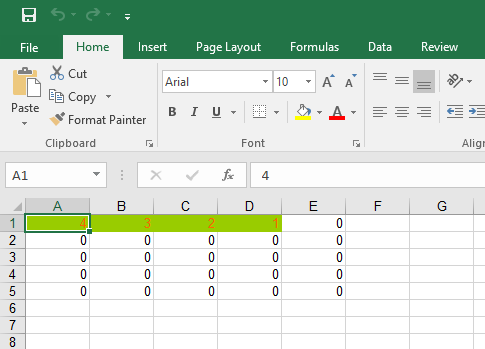 File Home Insert Page Layout Formulas Data Review
Cut
Copy
Format Painter
Paste
Clipboard
Arial 10 A A
B I U A
Font
Align
A1 fx 4
A B C D E F G
1 4 3 2 1 0
2 0 0 0 0 0
3 0 0 0 0 0
4 0 0 0 0 0
5 0 0 0 0 0
6
7
8